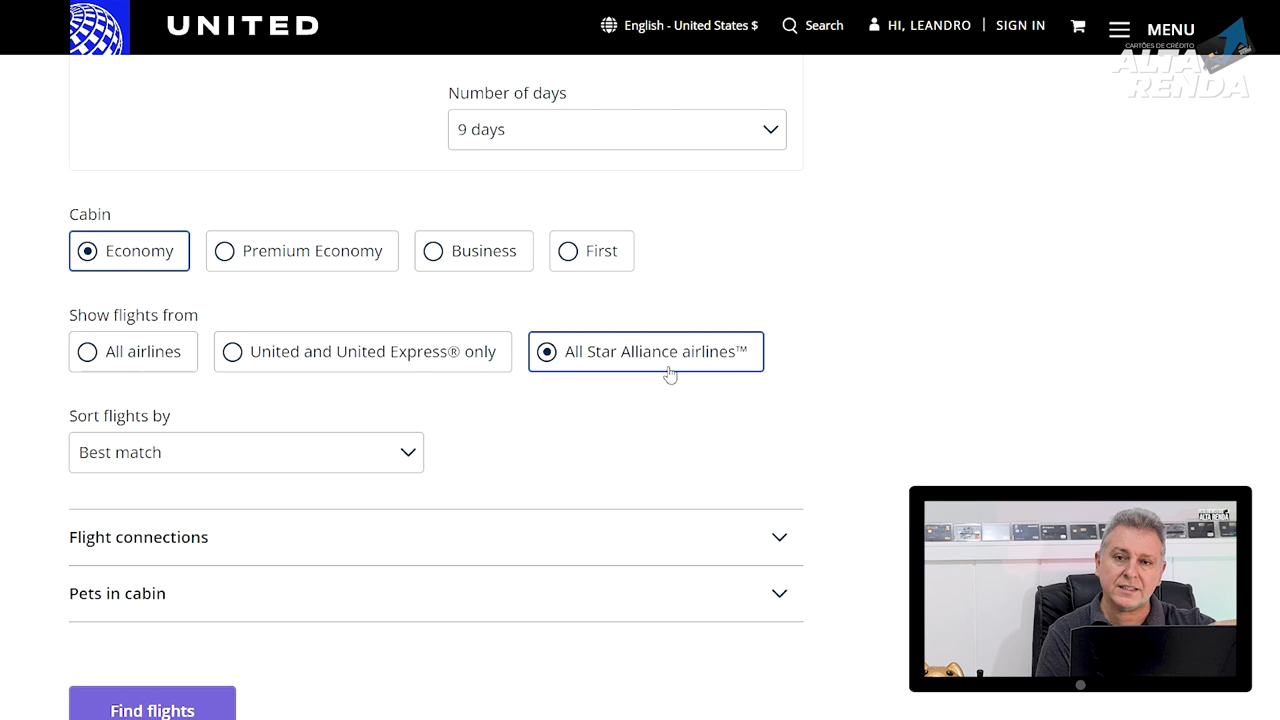 UNITED
English - United States $
Search
HI, LEANDRO
SIGN IN
MENU
CARTÕES DE CRÉDITO
ALTA
RENDA
Number of days
9 days
Cabin
Economy
Premium Economy
Business
First
Show flights from
All airlines
United and United Express® only
All Star Alliance airlines™
Sort flights by
Best match
Flight connections
Pets in cabin
ALTA RENDA
Find flights